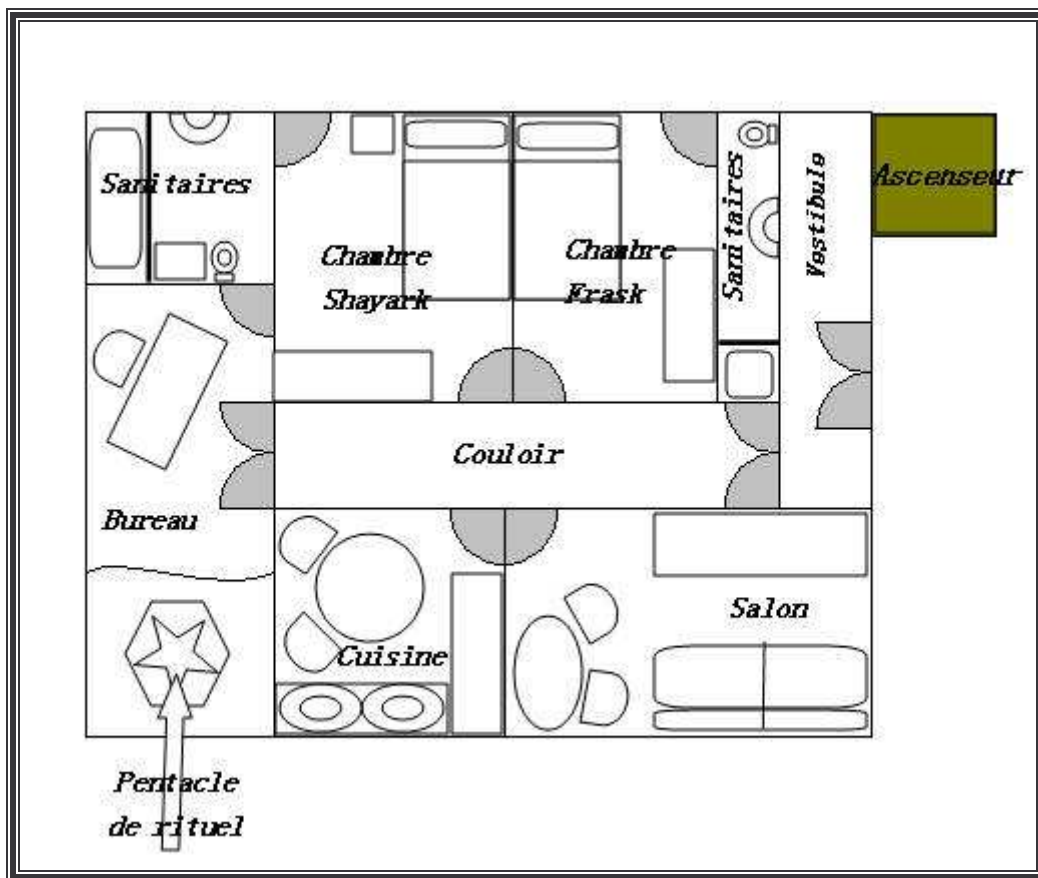 Sanitaires
Chambre
Shayark
Chambre
Frask
Sanitaires
Vestibule
Ascenseur
Couloir
Bureau
Cuisine
Salon
Pentacle
de rituel